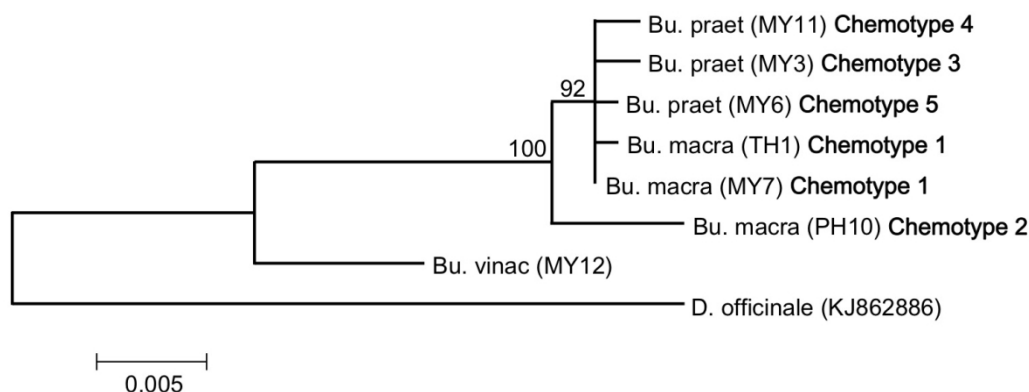 Bu. praet (MY11) Chemotype 4
Bu. praet (MY3) Chemotype 3
92
Bu. praet (MY6) Chemotype 5
Bu. macra (TH1) Chemotype 1
100
Bu. macra (MY7) Chemotype 1
Bu. macra (PH10) Chemotype 2
Bu. vinac (MY12)
D. officinale (KJ862886)
0.005